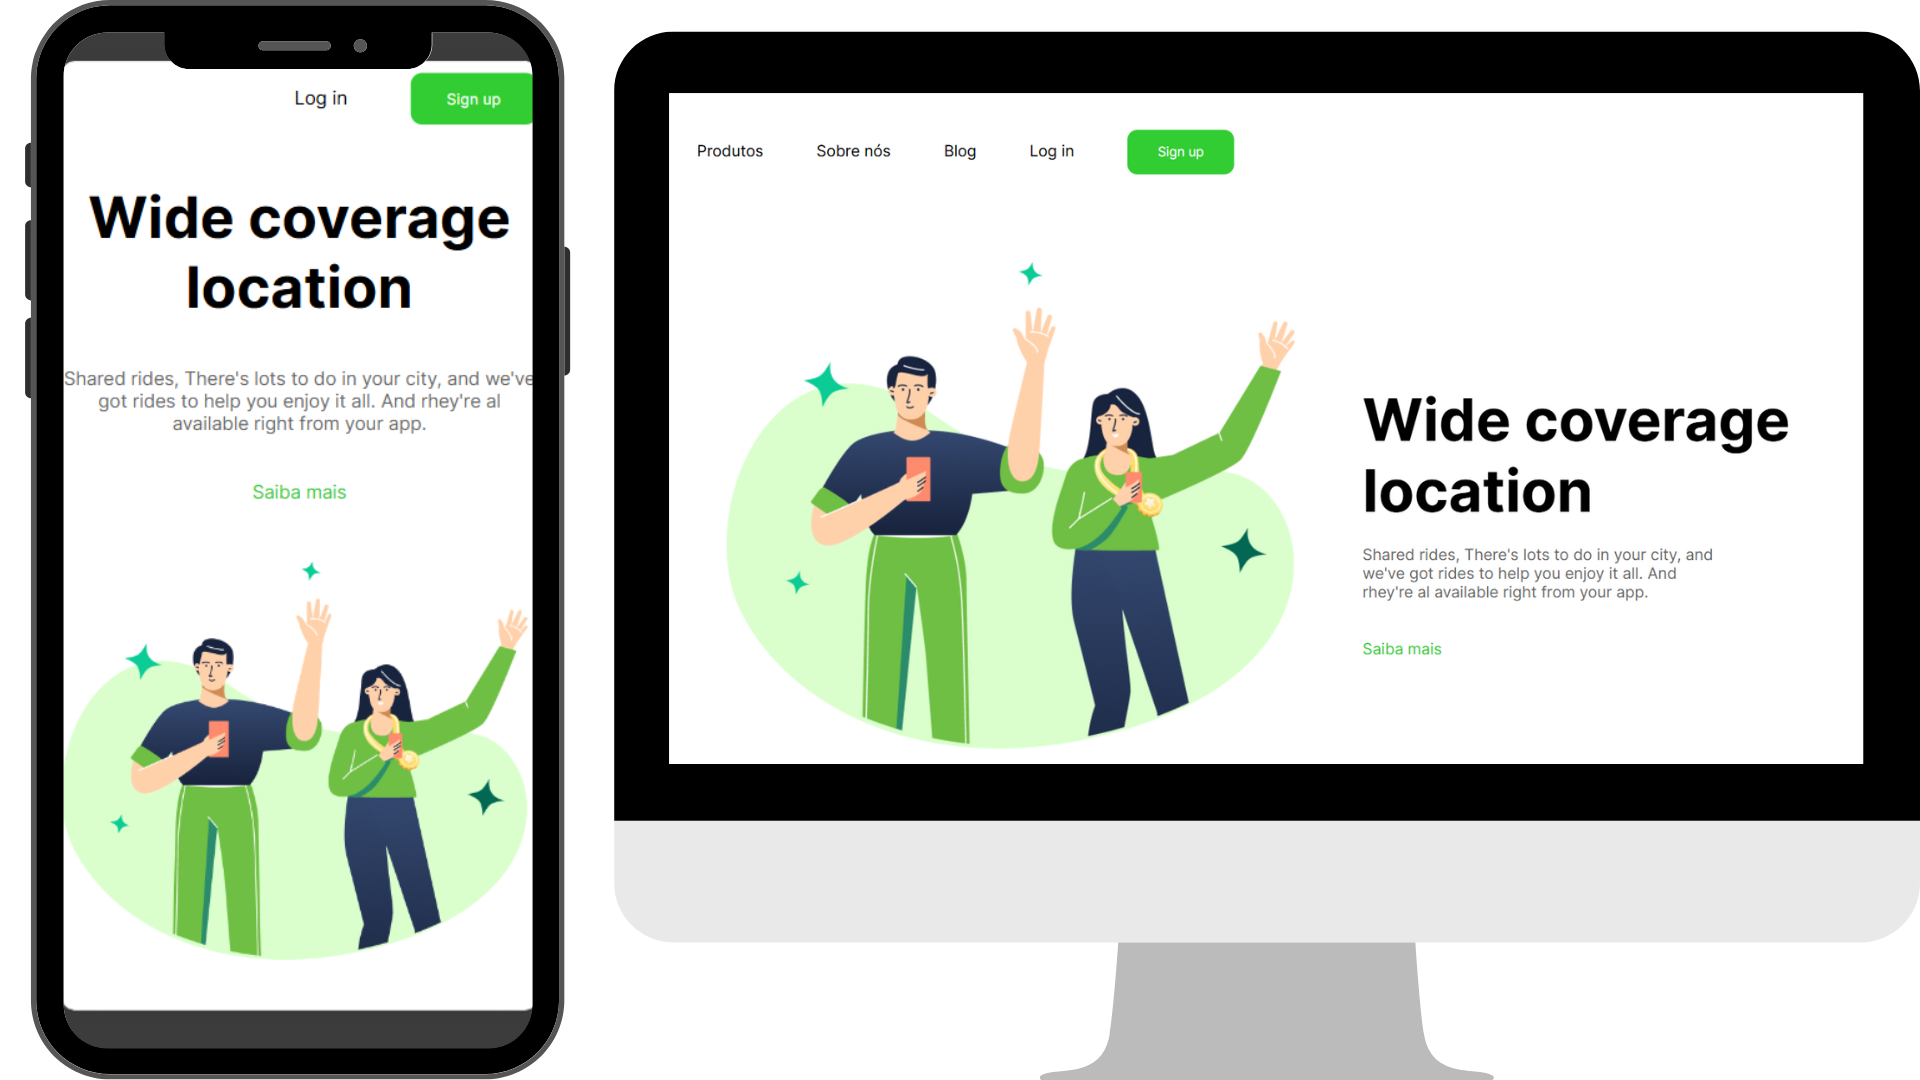 Log in
Sign up
Wide coverage
location
Shared rides, There's lots to do in your city, and we've
got rides to help you enjoy it all. And rhey're al
available right from your app.
Saiba mais
Produtos Sobre nós Blog Log in Sign up
Wide coverage
location
Shared rides, There's lots to do in your city, and
we've got rides to help you enjoy it all. And
rhey're al available right from your app.
Saiba mais